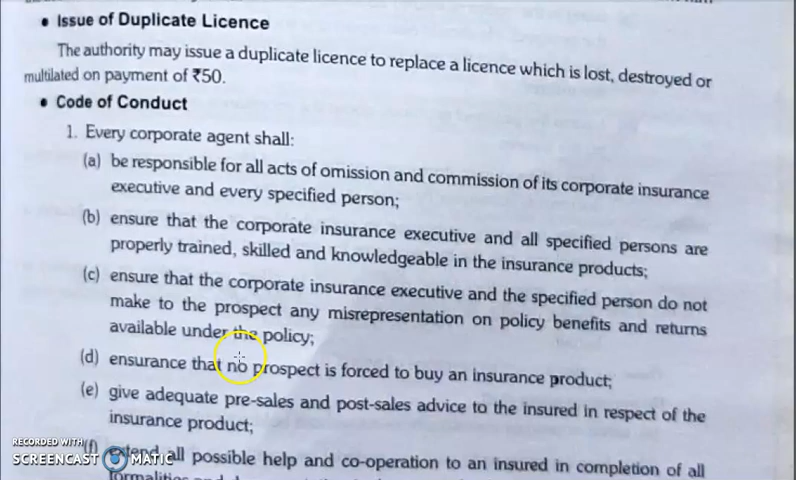 • Issue of Duplicate Licence
The authority may issue a duplicate licence to replace a licence which is lost, destroyed or
multilated on payment of ₹50.
• Code of Conduct
1. Every corporate agent shall:
(a) be responsible for all acts of omission and commission of its corporate insurance
executive and every specified person;
(b) ensure that the corporate insurance executive and all specified persons are
properly trained, skilled and knowledgeable in the insurance products;
(c) ensure that the corporate insurance executive and the specified person do not
make to the prospect any misrepresentation on policy benefits and returns
available under the policy;
(d) ensurance that no prospect is forced to buy an insurance product;
(e) give adequate pre-sales and post-sales advice to the insured in respect of the
insurance product;
(f) extend all possible help and co-operation to an insured in completion of all
formalities and
RECORDED WITH
SCREENCAST MATIC